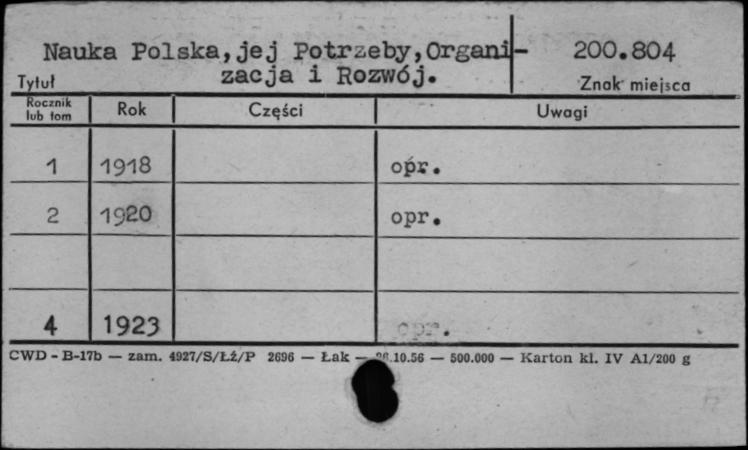 Nauka Polska,jej Potrzeby,Organi- 200.804
Tytuł zacja i Rozwój. Znak miejsca
Rocznik lub tom Rok Części Uwagi
1 1918 opr.
2 1920 opr.
4 1923 opr.
CWD - B-17b — zam. 4927/S/Łź/P 2696 — Łak — 26.10.56 — 500.000 — Karton kl. IV A1/200 g